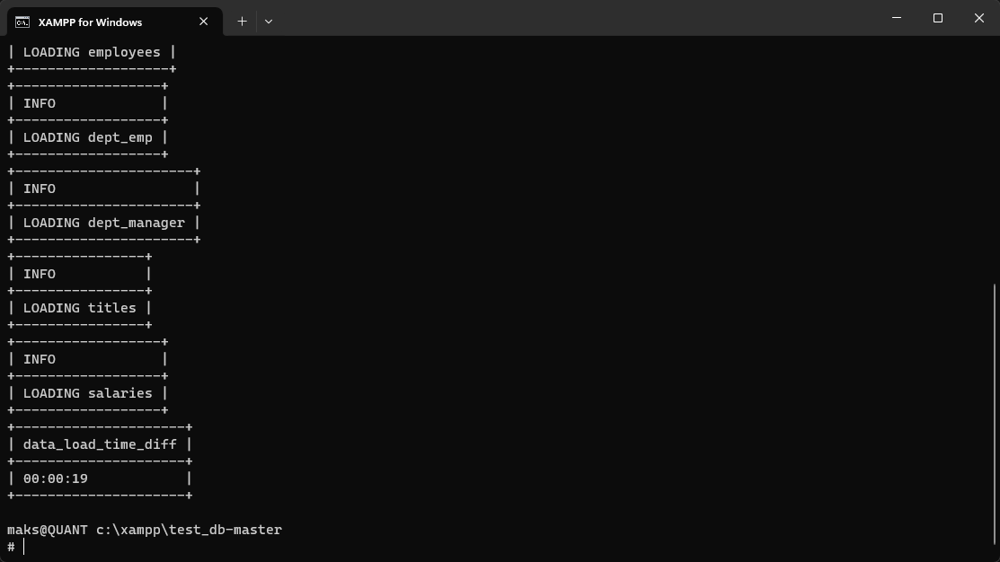 XAMPP for Windows
| LOADING employees |
+-------------------+
+------------------+
| INFO             |
+------------------+
| LOADING dept_emp |
+------------------+
+----------------------+
| INFO                 |
+----------------------+
| LOADING dept_manager |
+----------------------+
+----------------+
| INFO           |
+----------------+
| LOADING titles |
+----------------+
+------------------+
| INFO             |
+------------------+
| LOADING salaries |
+------------------+
+---------------------+
| data_load_time_diff |
+---------------------+
| 00:00:19            |
+---------------------+
maks@QUANT c:\xampp\test_db-master
#